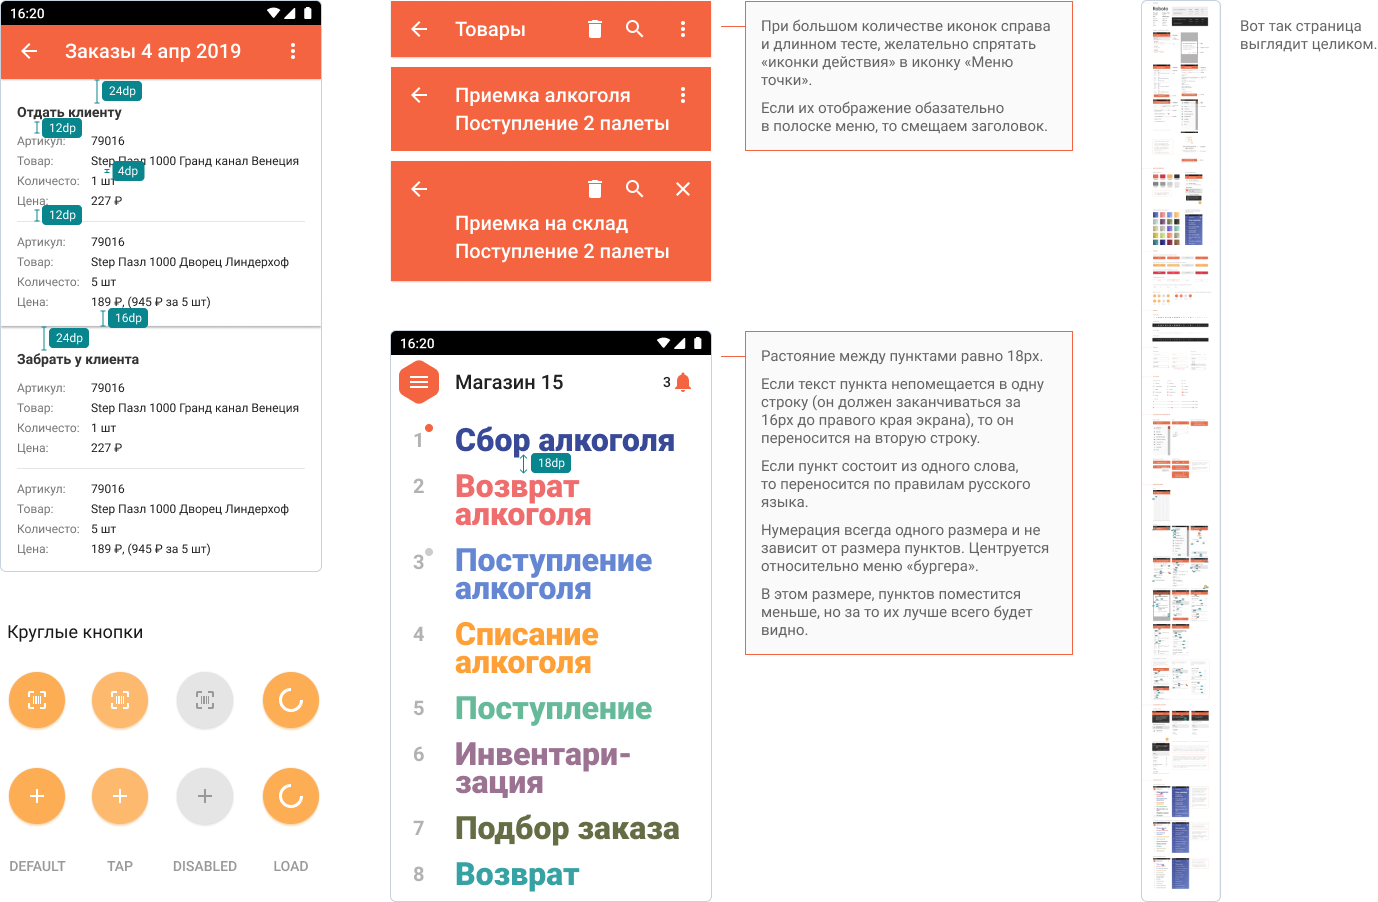 16:20
Заказы 4 апр 2019
24dp
Отдать клиенту
12dp
Артикул: 79016
Товар: Step Пазл 1000 Гранд канал Венеция
4dp
Количесто: 1 шт
Цена: 227 ₽
12dp
Артикул: 79016
Товар: Step Пазл 1000 Дворец Линдерхоф
Количесто: 5 шт
Цена: 189 ₽, (945 ₽ за 5 шт)
16dp
24dp
Забрать у клиента
Артикул: 79016
Товар: Step Пазл 1000 Гранд канал Венеция
Количесто: 1 шт
Цена: 227 ₽
Артикул: 79016
Товар: Step Пазл 1000 Дворец Линдерхоф
Количесто: 5 шт
Цена: 189 ₽, (945 ₽ за 5 шт)
Круглые кнопки
DEFAULT TAP DISABLED LOAD
Товары
Приемка алкоголя
Поступление 2 палеты
Приемка на склад
Поступление 2 палеты
При большом количестве иконок справа
и длинном тесте, желательно спрятать
«иконки действия» в иконку «Меню
точки».
Если их отображение обазательно
в полоске меню, то смещаем заголовок.
16:20
Магазин 15 3
1 Сбор алкоголя
18dp
2 Возврат
алкоголя
3 Поступление
алкоголя
4 Списание
алкоголя
5 Поступление
6 Инвентари-
зация
7 Подбор заказа
8 Возврат
Растояние между пунктами равно 18px.
Если текст пункта непомещается в одну
строку (он должен заканчиваться за
16px до правого края экрана), то он
переносится на вторую строку.
Если пункт состоит из одного слова,
то переносится по правилам русского
языка.
Нумерация всегда одного размера и не
зависит от размера пунктов. Центруется
относительно меню «бургера».
В этом размере, пунктов поместится
меньше, но за то их лучше всего будет
видно.
Roboto
Вот так страница
выглядит целиком.